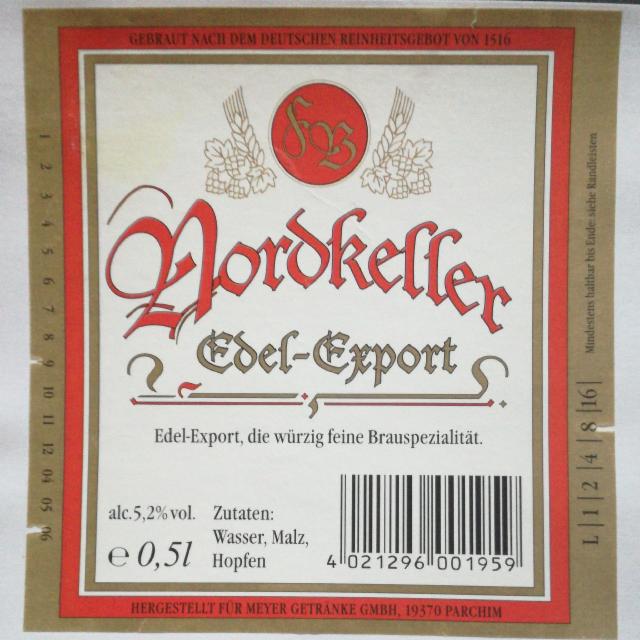 GEBRAUT NACH DEM DEUTSCHEN REINHEITSGEBOT VON 1516
FB
Nordkeller
Edel-Export
Edel-Export, die würzig feine Brauspezialität.
alc.5,2%vol.
e 0,5l
Zutaten:
Wasser, Malz,
Hopfen
4 021296 001959
HERGESTELLT FÜR MEYER GETRÄNKE GMBH, 19370 PARCHIM
1 2 3 4 5 6 7 8 9 10 11 12 04 05 06
Mindestens haltbar bis Ende: siehe Randleisten
L | 1 | 2 | 4 | 8 | 16 |